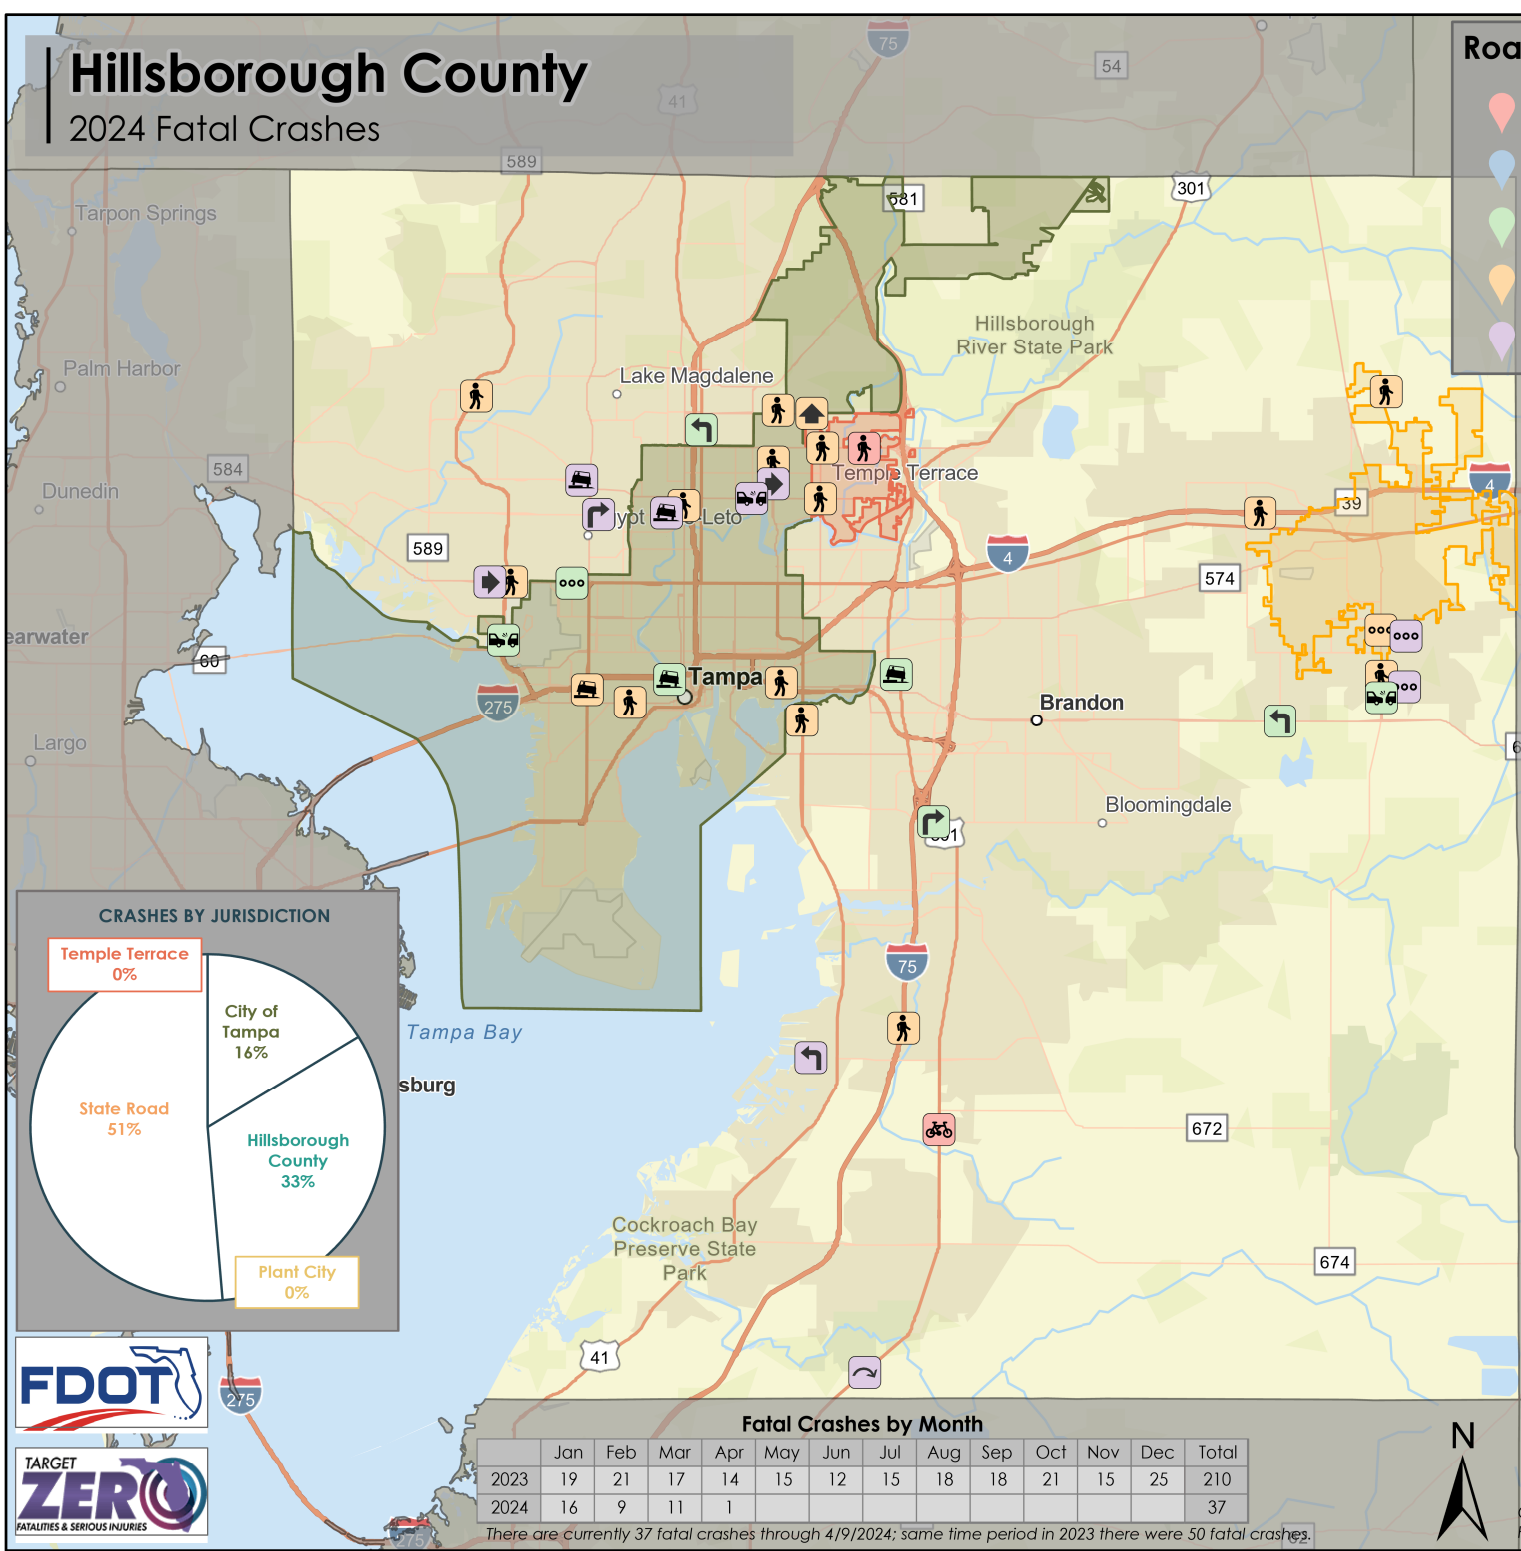 Hillsborough County
2024 Fatal Crashes
Roa
75
54
41
589
581
301
Tarpon Springs
Hillsborough
River State Park
Palm Harbor
Lake Magdalene
584
Temple Terrace
4
Dunedin
39
ypt
-Leto
589
4
574
earwater
60
Tampa
275
Brandon
Largo
6
Bloomingdale
CRASHES BY JURISDICTION
Temple Terrace
0%
City of
Tampa
16%
75
Tampa Bay
sburg
State Road
51%
Hillsborough
County
33%
672
Cockroach Bay
Preserve State
Park
Plant City
0%
674
41
FDOT
275
Fatal Crashes by Month
Jan Feb Mar Apr May Jun Jul Aug Sep Oct Nov Dec Total
2023 19 21 17 14 15 12 15 18 18 21 15 25 210
2024 16 9 11 1 37
There are currently 37 fatal crashes through 4/9/2024; same time period in 2023 there were 50 fatal crashes.
N
TARGET
ZERO
FATALITIES & SERIOUS INJURIES
275
62